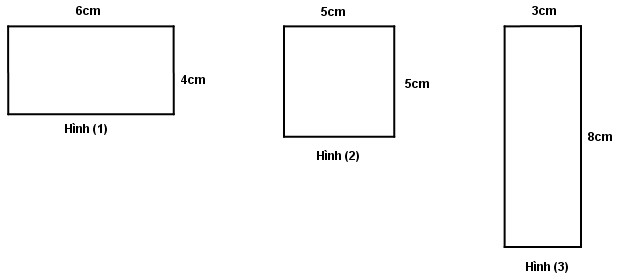 6cm
4cm
Hình (1)
5cm
5cm
Hình (2)
3cm
8cm
Hình (3)